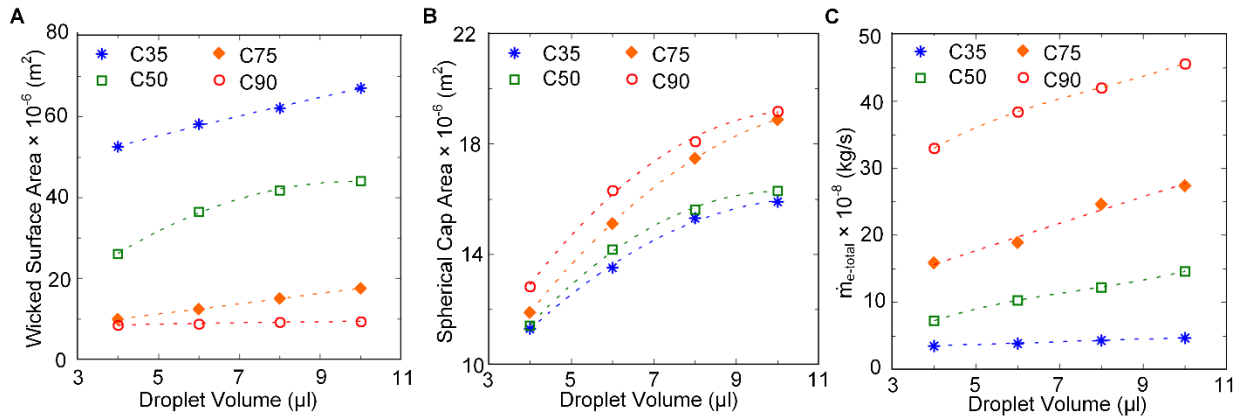 A
Wicked Surface Area × 10⁻⁶ (m²)
80
60
40
20
0
C35
C50
C75
C90
3
5
7
9
11
Droplet Volume (µl)
B
Spherical Cap Area × 10⁻⁶ (m²)
22
18
14
10
C35
C50
C75
C90
3
5
7
9
11
Droplet Volume (µl)
C
ṁe-total × 10⁻⁸ (kg/s)
50
40
30
20
10
0
C35
C50
C75
C90
3
5
7
9
11
Droplet Volume (µl)